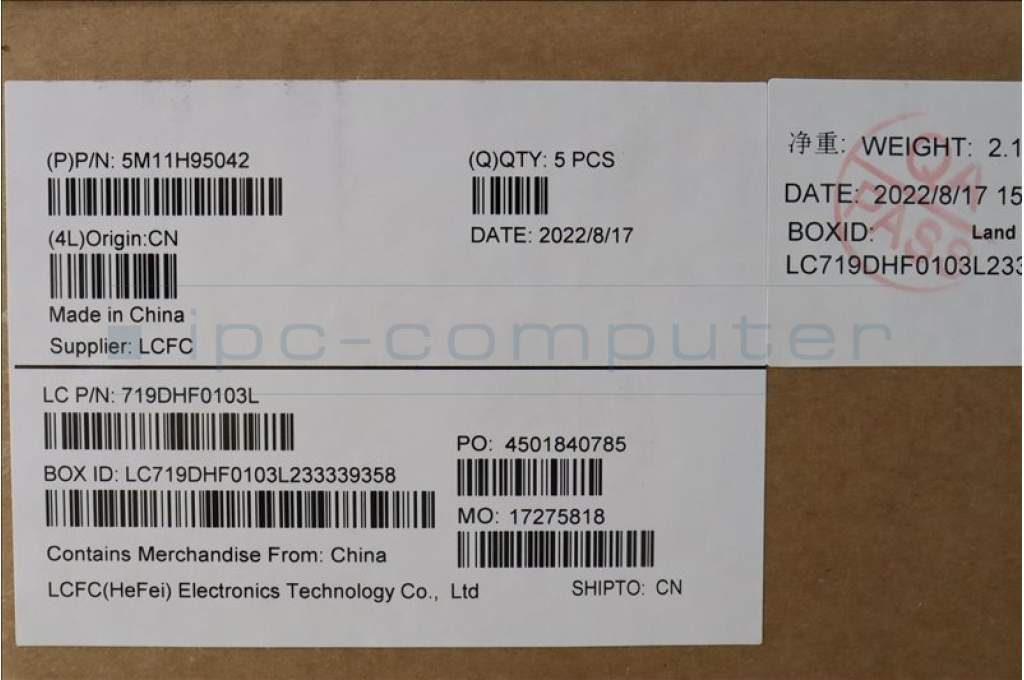 (P)P/N: 5M11H95042
(Q)QTY: 5 PCS
(4L)Origin:CN
DATE: 2022/8/17
Made in China
Supplier: LCFC
LC P/N: 719DHF0103L
PO: 4501840785
BOX ID: LC719DHF0103L233339358
MO: 17275818
Contains Merchandise From: China
LCFC(HeFei) Electronics Technology Co., Ltd
SHIPTO: CN
净重: WEIGHT: 2.1
DATE: 2022/8/17 15
BOXID: Land
LC719DHF0103L233
QA
PASS
ipc-computer